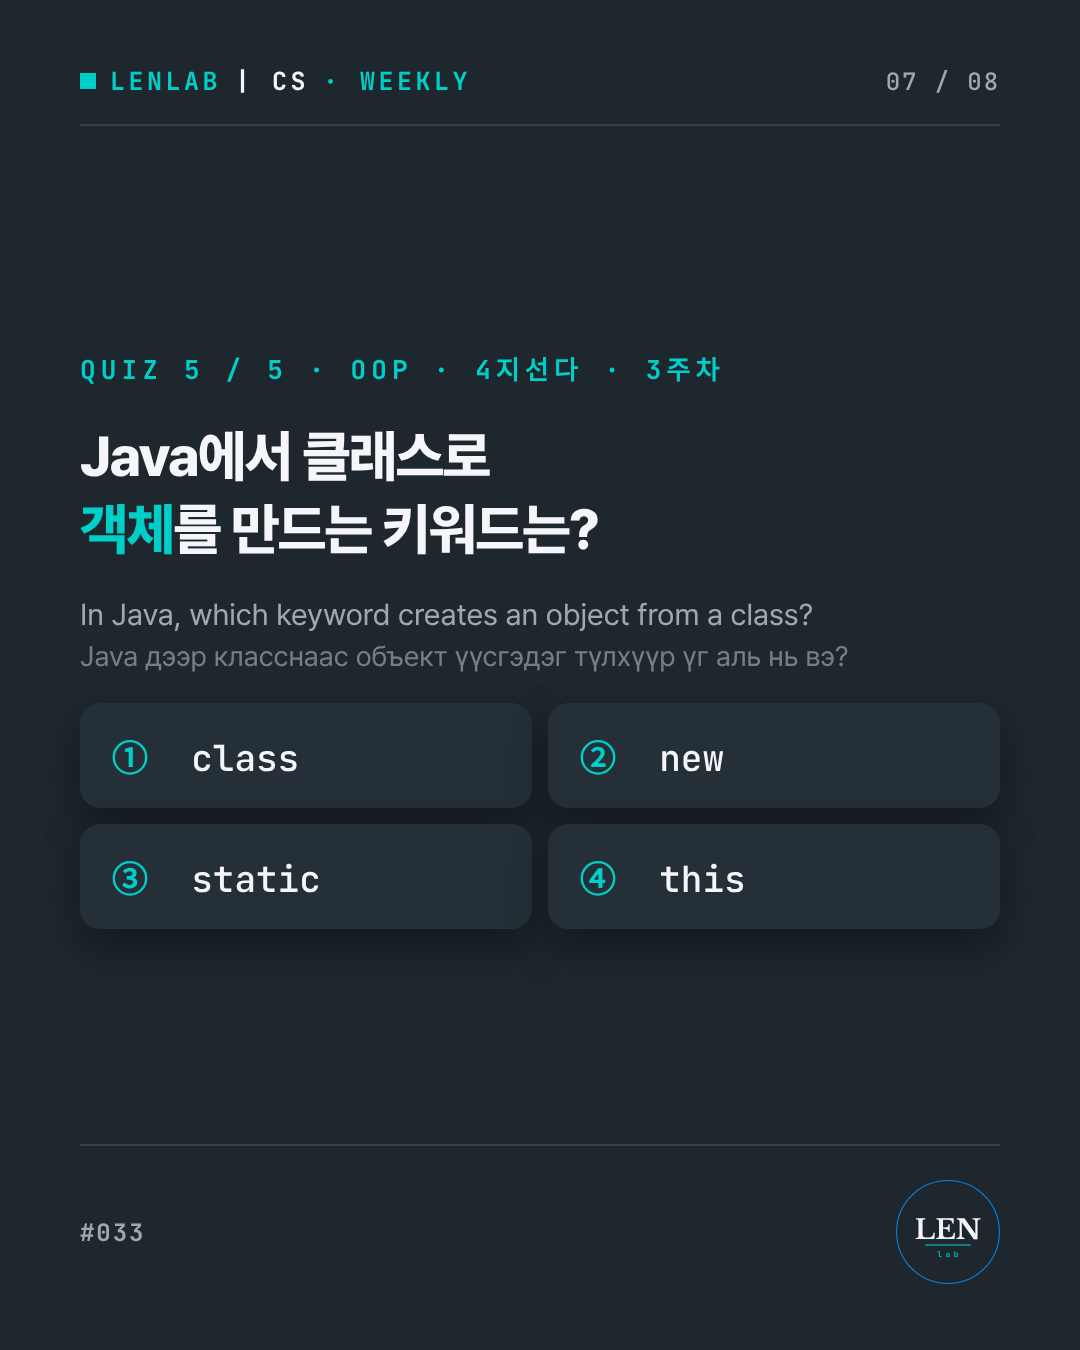 LENLAB | CS · WEEKLY
07 / 08
QUIZ 5 / 5 · OOP · 4지선다 · 3주차
Java에서 클래스로
객체를 만드는 키워드는?
In Java, which keyword creates an object from a class?
Java дээр класснаас объект үүсгэдэг түлхүүр үг аль нь вэ?
① class
② new
③ static
④ this
#033
LEN
lab